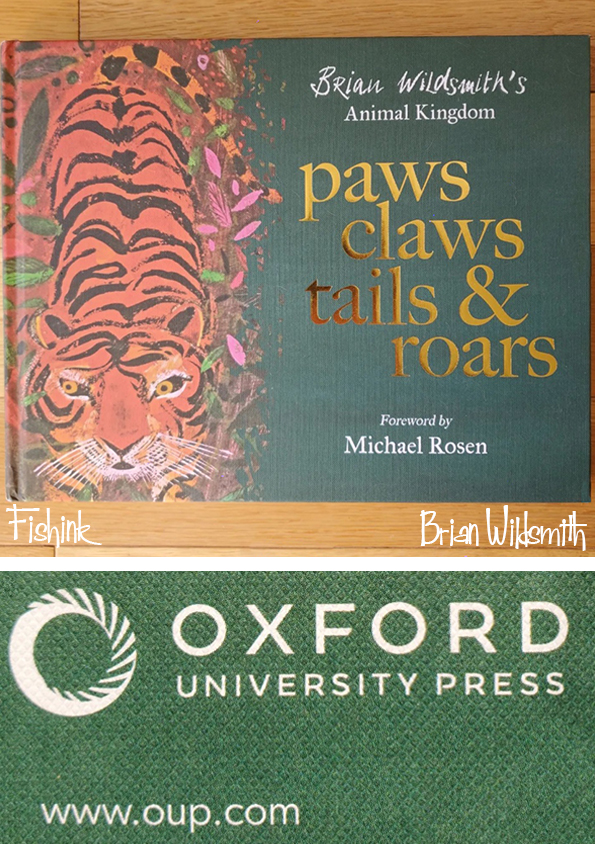 Brian Wildsmith's
Animal Kingdom
paws
claws
tails &
roars
Foreword by
Michael Rosen
Fishink
Brian Wildsmith
OXFORD
UNIVERSITY PRESS
www.oup.com